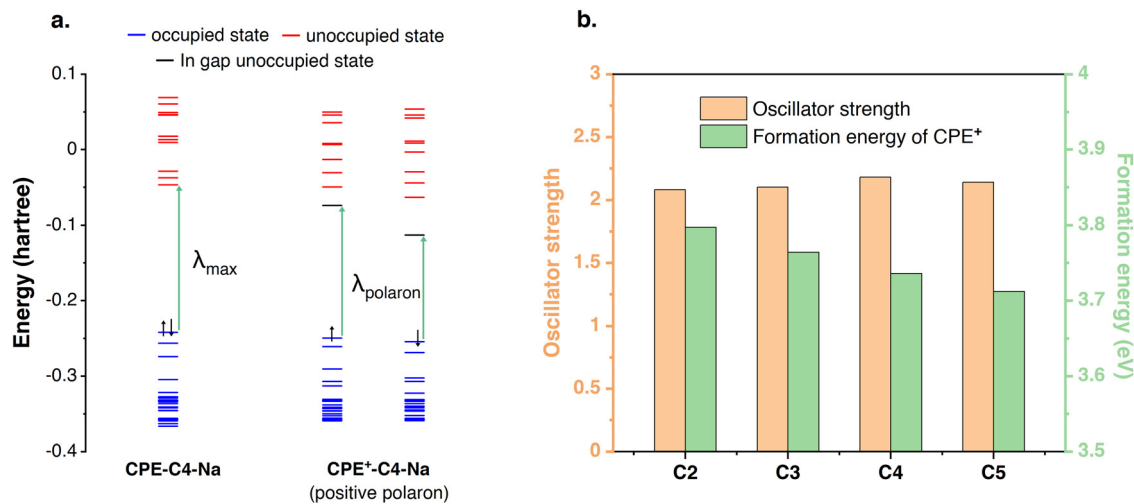 a.
occupied state
unoccupied state
In gap unoccupied state
Energy (hartree)
0.1
0
-0.1
-0.2
-0.3
-0.4
λmax
λpolaron
CPE-C4-Na
CPE⁺-C4-Na
(positive polaron)
b.
Oscillator strength
Formation energy of CPE⁺
Oscillator strength
3
2.5
2
1.5
1
0.5
0
4
3.9
3.8
3.7
3.6
3.5
Formation energy (eV)
C2
C3
C4
C5